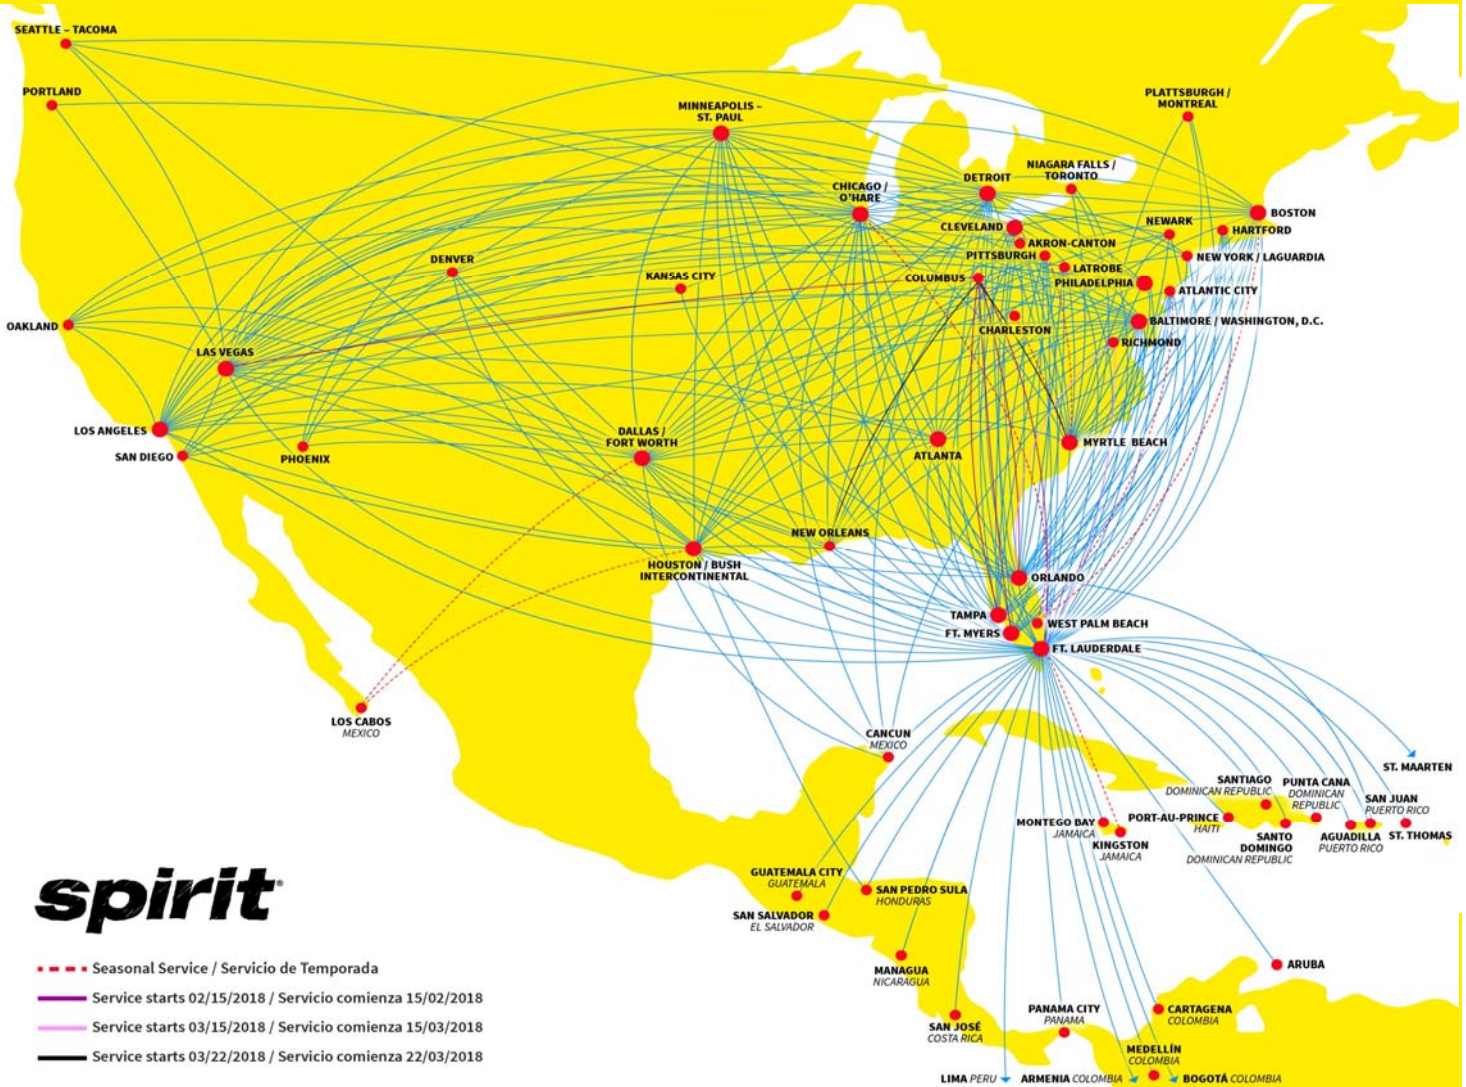 SEATTLE – TACOMA
PORTLAND
MINNEAPOLIS –
ST. PAUL
PLATTSBURGH /
MONTREAL
NIAGARA FALLS /
TORONTO
DETROIT
CHICAGO /
O'HARE
BOSTON
CLEVELAND
NEWARK
HARTFORD
AKRON-CANTON
PITTSBURGH
NEW YORK / LAGUARDIA
DENVER
LATROBE
KANSAS CITY
COLUMBUS
PHILADELPHIA
ATLANTIC CITY
OAKLAND
CHARLESTON
BALTIMORE / WASHINGTON, D.C.
RICHMOND
LAS VEGAS
LOS ANGELES
SAN DIEGO
PHOENIX
DALLAS /
FORT WORTH
ATLANTA
MYRTLE BEACH
NEW ORLEANS
HOUSTON / BUSH
INTERCONTINENTAL
ORLANDO
TAMPA
WEST PALM BEACH
FT. MYERS
FT. LAUDERDALE
LOS CABOS
MEXICO
CANCUN
MEXICO
ST. MAARTEN
SANTIAGO
DOMINICAN REPUBLIC
PUNTA CANA
DOMINICAN
REPUBLIC
SAN JUAN
PUERTO RICO
MONTEGO BAY
JAMAICA
PORT-AU-PRINCE
HAITI
KINGSTON
JAMAICA
SANTO
DOMINGO
DOMINICAN REPUBLIC
AGUADILLA
PUERTO RICO
ST. THOMAS
GUATEMALA CITY
GUATEMALA
SAN PEDRO SULA
HONDURAS
SAN SALVADOR
EL SALVADOR
MANAGUA
NICARAGUA
ARUBA
SAN JOSÉ
COSTA RICA
PANAMA CITY
PANAMA
CARTAGENA
COLOMBIA
MEDELLÍN
COLOMBIA
LIMA PERU
ARMENIA COLOMBIA
BOGOTÁ COLOMBIA
spirit
Seasonal Service / Servicio de Temporada
Service starts 02/15/2018 / Servicio comienza 15/02/2018
Service starts 03/15/2018 / Servicio comienza 15/03/2018
Service starts 03/22/2018 / Servicio comienza 22/03/2018